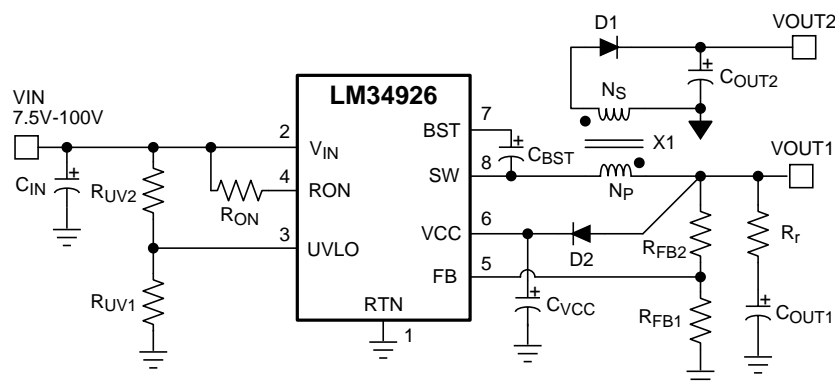 D1
VOUT2
COUT2
NS
LM34926
VIN
7.5V-100V
7
BST
X1
VOUT1
2
VIN
CBST
8
CIN
RUV2
4
RON
SW
NP
RON
6
3
UVLO
VCC
D2
RFB2
Rr
FB
5
RUV1
RTN
CVCC
RFB1
COUT1
1
+
+
+
+
+